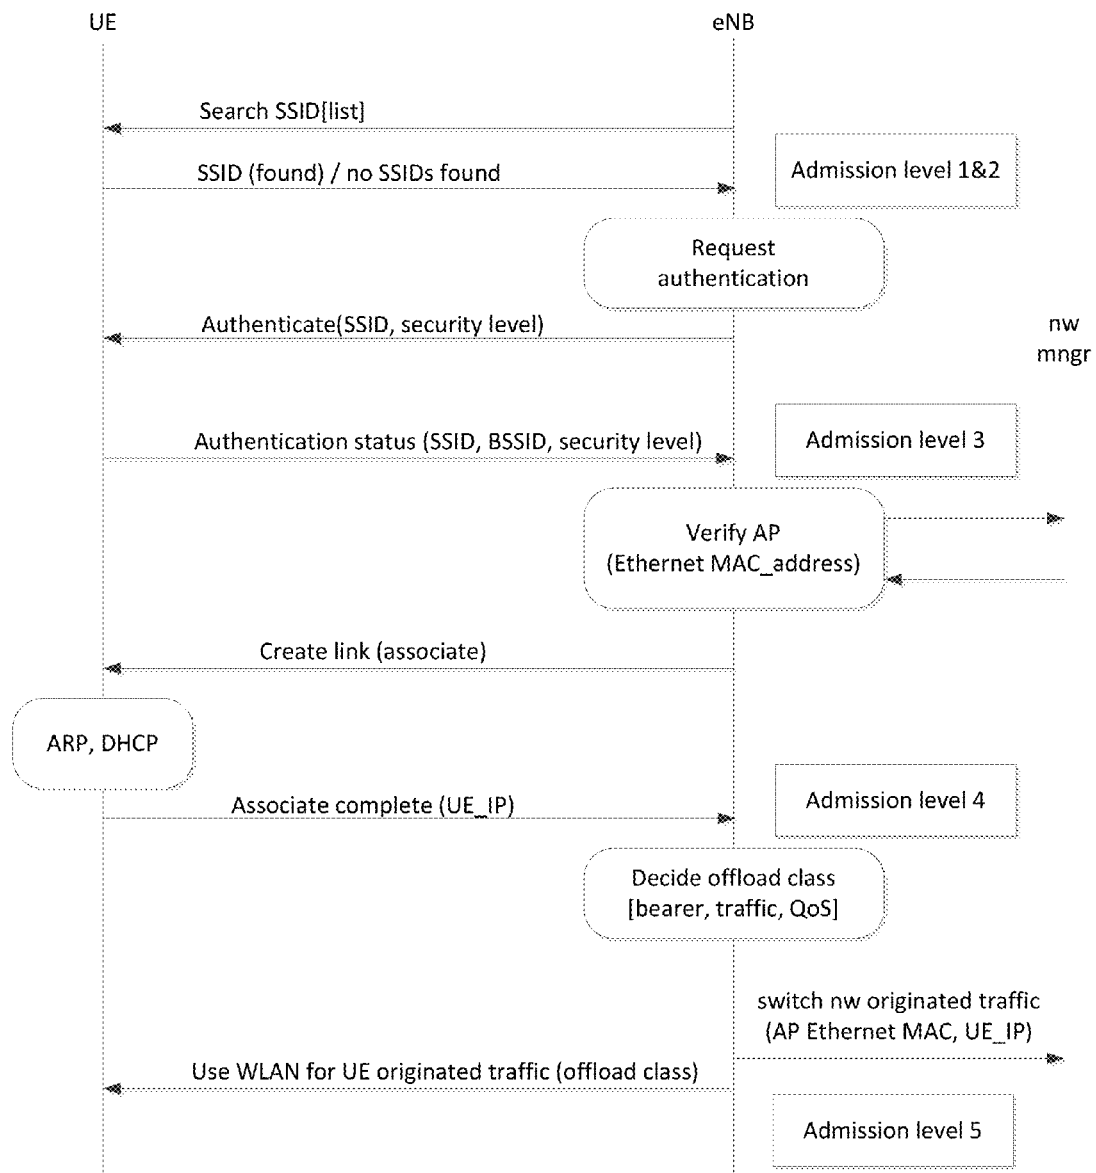 UE
eNB
Search SSID[list]
SSID (found) / no SSIDs found
Admission level 1&2
Request
authentication
Authenticate(SSID, security level)
nw
mngr
Authentication status (SSID, BSSID, security level)
Admission level 3
Verify AP
(Ethernet MAC_address)
Create link (associate)
ARP, DHCP
Associate complete (UE_IP)
Admission level 4
Decide offload class
[bearer, traffic, QoS]
switch nw originated traffic
(AP Ethernet MAC, UE_IP)
Use WLAN for UE originated traffic (offload class)
Admission level 5